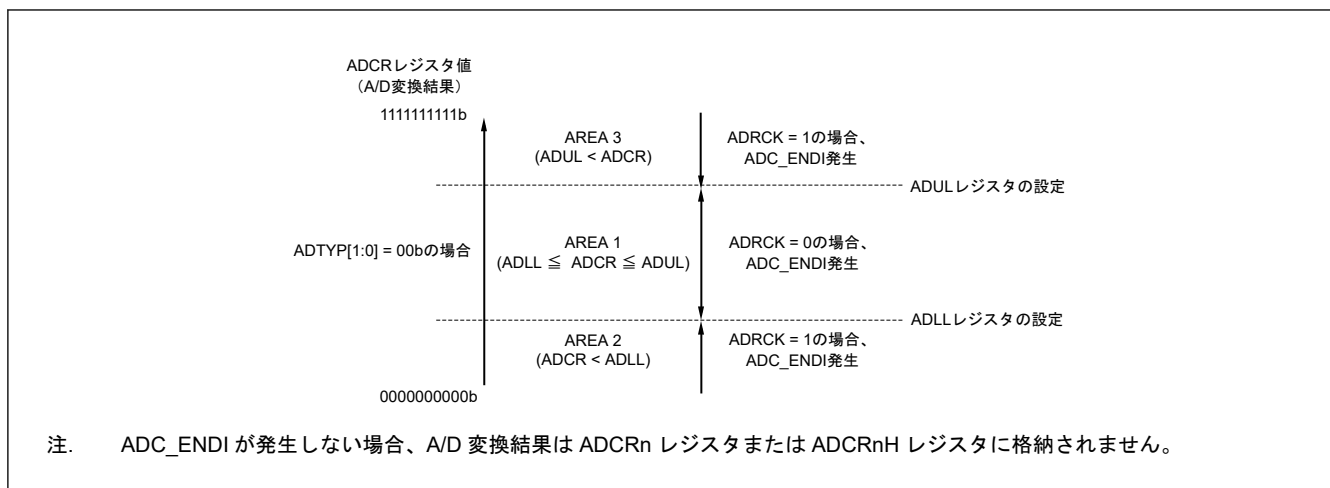 ADCRレジスタ値
（A/D変換結果）
1111111111b
AREA 3
(ADUL < ADCR)
ADRCK = 1の場合、
ADC_ENDI発生
ADULレジスタの設定
ADTYP[1:0] = 00bの場合
AREA 1
(ADLL ≦ ADCR ≦ ADUL)
ADRCK = 0の場合、
ADC_ENDI発生
ADLLレジスタの設定
AREA 2
(ADCR < ADLL)
ADRCK = 1の場合、
ADC_ENDI発生
0000000000b
注. ADC_ENDI が発生しない場合、A/D 変換結果は ADCRn レジスタまたは ADCRnH レジスタに格納されません。